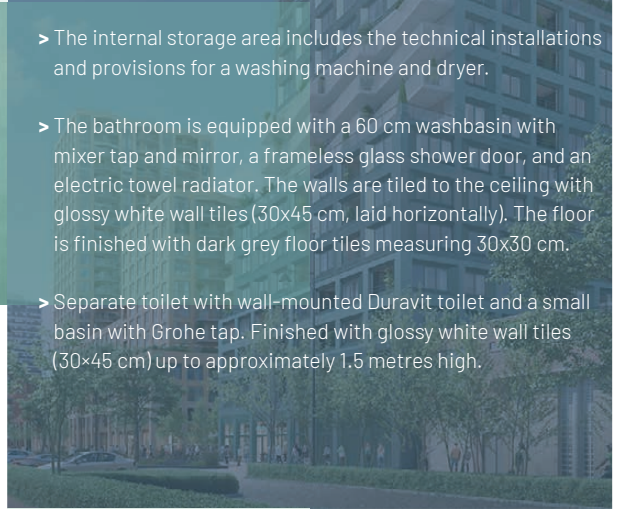 > The internal storage area includes the technical installations
and provisions for a washing machine and dryer.
> The bathroom is equipped with a 60 cm washbasin with
mixer tap and mirror, a frameless glass shower door, and an
electric towel radiator. The walls are tiled to the ceiling with
glossy white wall tiles (30x45 cm, laid horizontally). The floor
is finished with dark grey floor tiles measuring 30x30 cm.
> Separate toilet with wall-mounted Duravit toilet and a small
basin with Grohe tap. Finished with glossy white wall tiles
(30×45 cm) up to approximately 1.5 metres high.